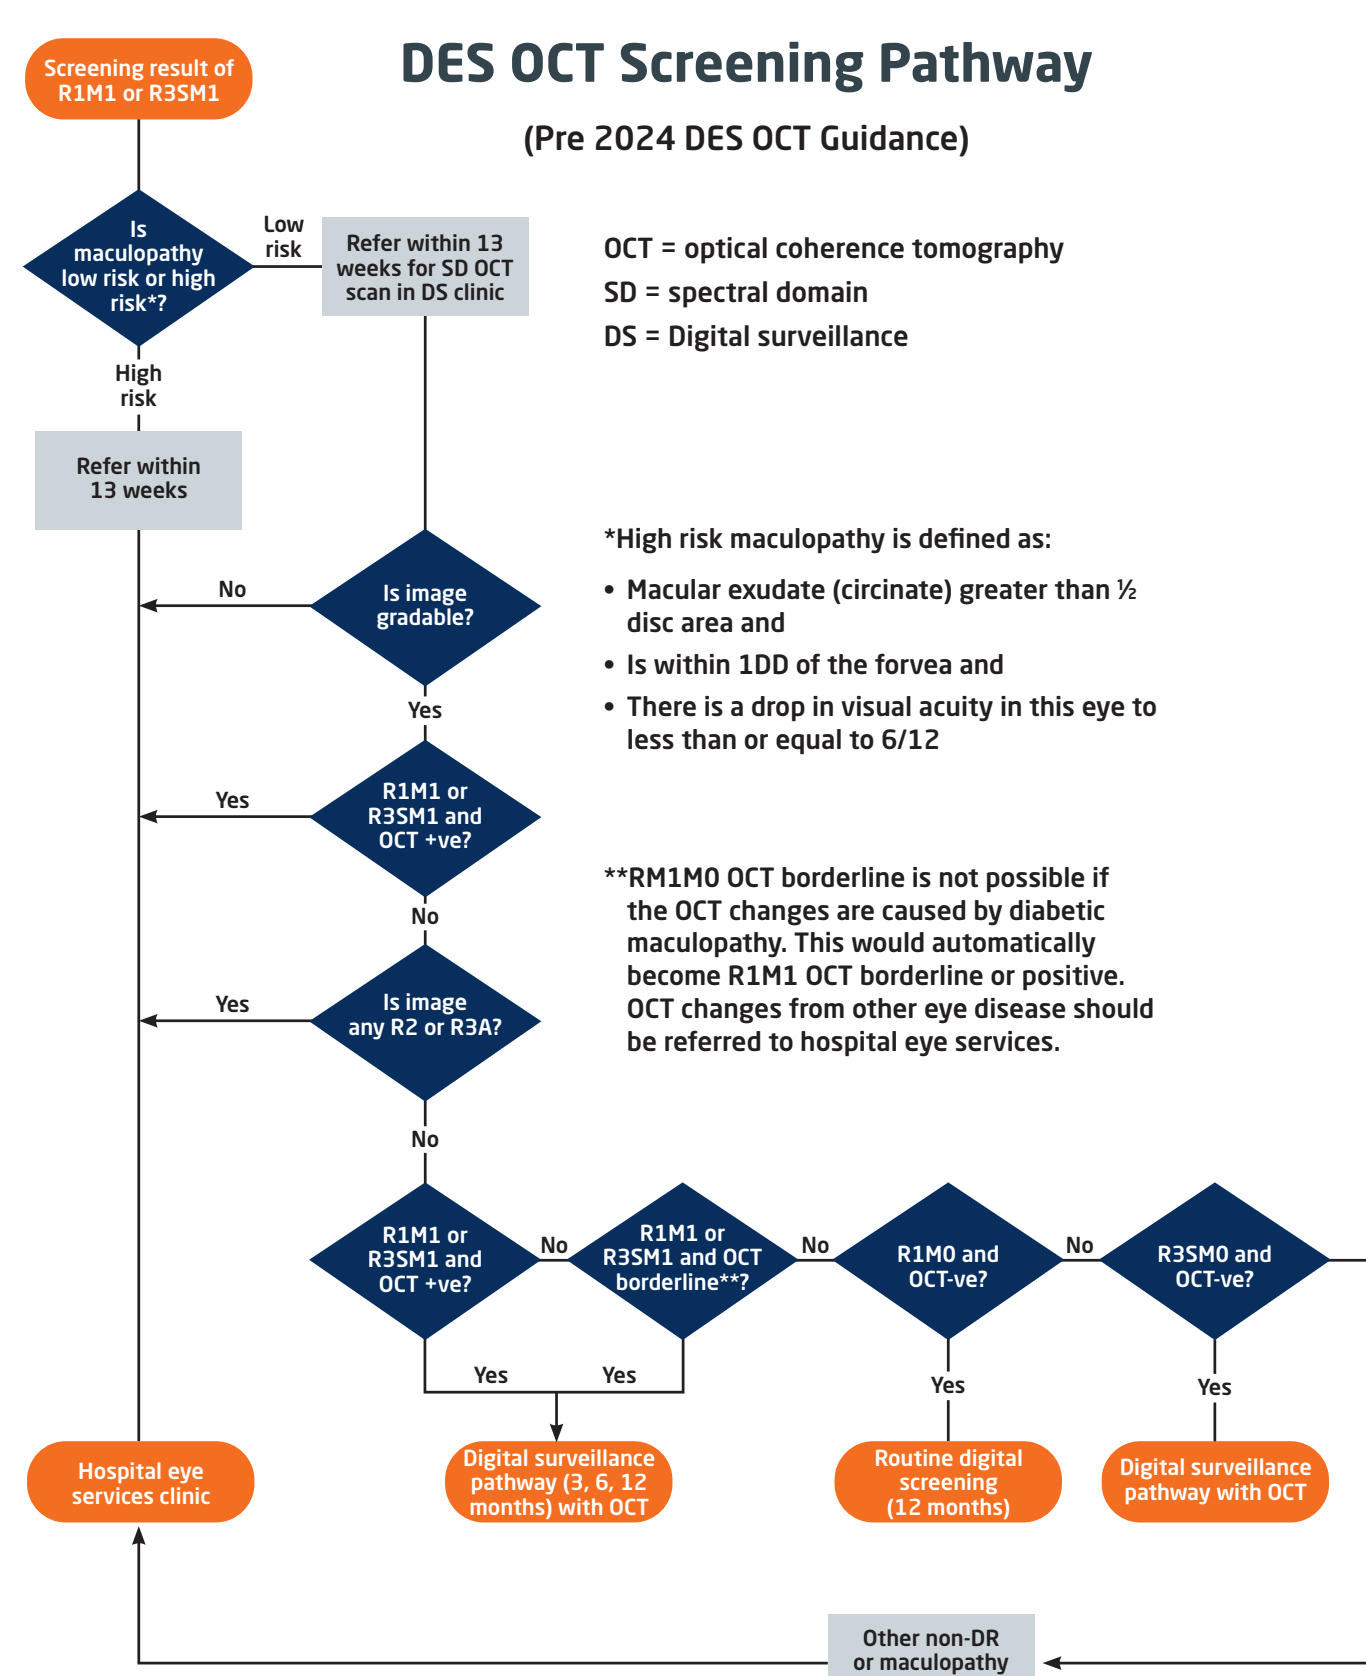 DES OCT Screening Pathway
(Pre 2024 DES OCT Guidance)
Screening result of
R1M1 or R3SM1
Is
maculopathy
low risk or high
risk*?
Low
risk
Refer within 13
weeks for SD OCT
scan in DS clinic
OCT = optical coherence tomography
SD = spectral domain
DS = Digital surveillance
High
risk
Refer within
13 weeks
*High risk maculopathy is defined as:
• Macular exudate (circinate) greater than ½
disc area and
• Is within 1DD of the forvea and
• There is a drop in visual acuity in this eye to
less than or equal to 6/12
No
Is image
gradable?
Yes
Yes
R1M1 or
R3SM1 and
OCT +ve?
No
**RM1M0 OCT borderline is not possible if
the OCT changes are caused by diabetic
maculopathy. This would automatically
become R1M1 OCT borderline or positive.
OCT changes from other eye disease should
be referred to hospital eye services.
Yes
Is image
any R2 or R3A?
No
R1M1 or
R3SM1 and
OCT +ve?
No
R1M1 or
R3SM1 and OCT
borderline**?
No
R1M0 and
OCT-ve?
No
R3SM0 and
OCT-ve?
Yes
Yes
Yes
Yes
Hospital eye
services clinic
Digital surveillance
pathway (3, 6, 12
months) with OCT
Routine digital
screening
(12 months)
Digital surveillance
pathway with OCT
Other non-DR
or maculopathy